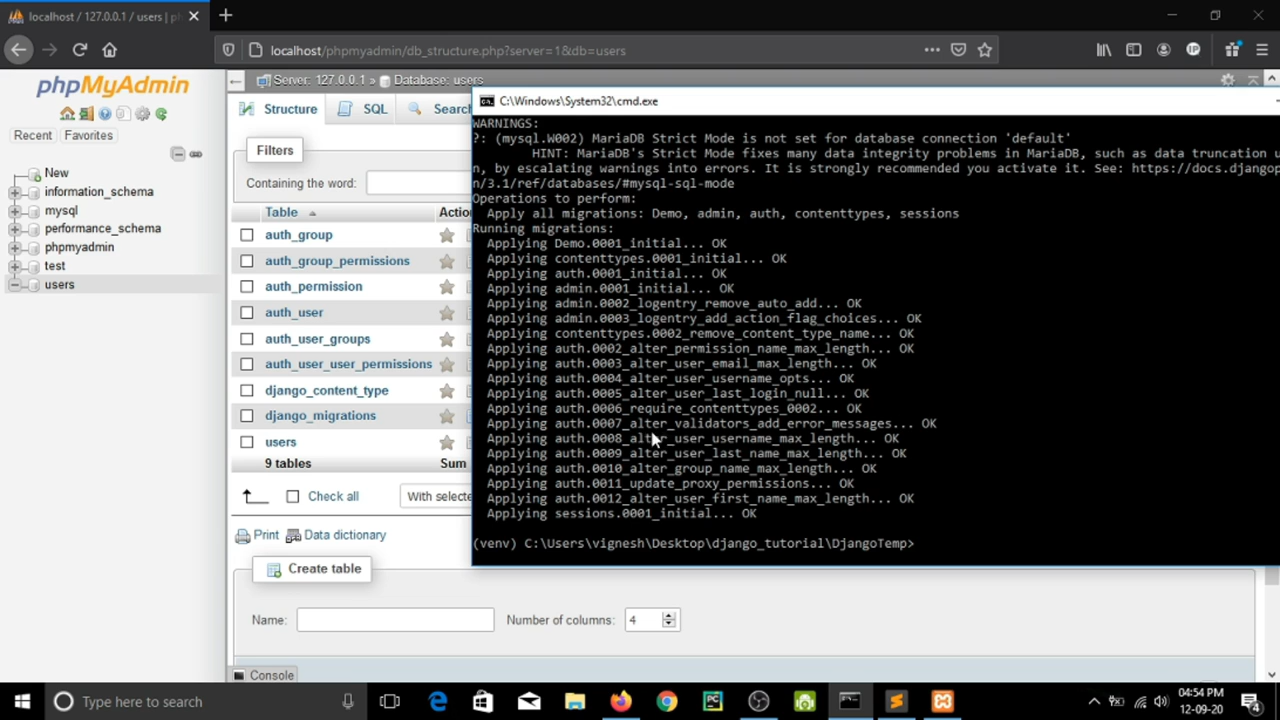 localhost / 127.0.0.1 / users | p
localhost/phpmyadmin/db_structure.php?server=1&db=users
phpMyAdmin
Recent
Favorites
New
information_schema
mysql
performance_schema
phpmyadmin
test
users
Server: 127.0.0.1 » Database: users
Structure
SQL
Search
Filters
Containing the word:
Table
Actio
auth_group
auth_group_permissions
auth_permission
auth_user
auth_user_groups
auth_user_user_permissions
django_content_type
django_migrations
users
9 tables
Sum
Check all
With selecte
Print
Data dictionary
Create table
Name:
Number of columns:
4
Console
C:\Windows\System32\cmd.exe
WARNINGS:
?: (mysql.W002) MariaDB Strict Mode is not set for database connection 'default'
HINT: MariaDB's Strict Mode fixes many data integrity problems in MariaDB, such as data truncation u
n, by escalating warnings into errors. It is strongly recommended you activate it. See: https://docs.djangop
n/3.1/ref/databases/#mysql-sql-mode
Operations to perform:
Apply all migrations: Demo, admin, auth, contenttypes, sessions
Running migrations:
Applying Demo.0001_initial... OK
Applying contenttypes.0001_initial... OK
Applying auth.0001_initial... OK
Applying admin.0001_initial... OK
Applying admin.0002_logentry_remove_auto_add... OK
Applying admin.0003_logentry_add_action_flag_choices... OK
Applying contenttypes.0002_remove_content_type_name... OK
Applying auth.0002_alter_permission_name_max_length... OK
Applying auth.0003_alter_user_email_max_length... OK
Applying auth.0004_alter_user_username_opts... OK
Applying auth.0005_alter_user_last_login_null... OK
Applying auth.0006_require_contenttypes_0002... OK
Applying auth.0007_alter_validators_add_error_messages... OK
Applying auth.0008_alter_user_username_max_length... OK
Applying auth.0009_alter_user_last_name_max_length... OK
Applying auth.0010_alter_group_name_max_length... OK
Applying auth.0011_update_proxy_permissions... OK
Applying auth.0012_alter_user_first_name_max_length... OK
Applying sessions.0001_initial... OK
(venv) C:\Users\vignesh\Desktop\django_tutorial\DjangoTemp>
Type here to search
04:54 PM
12-09-20
4